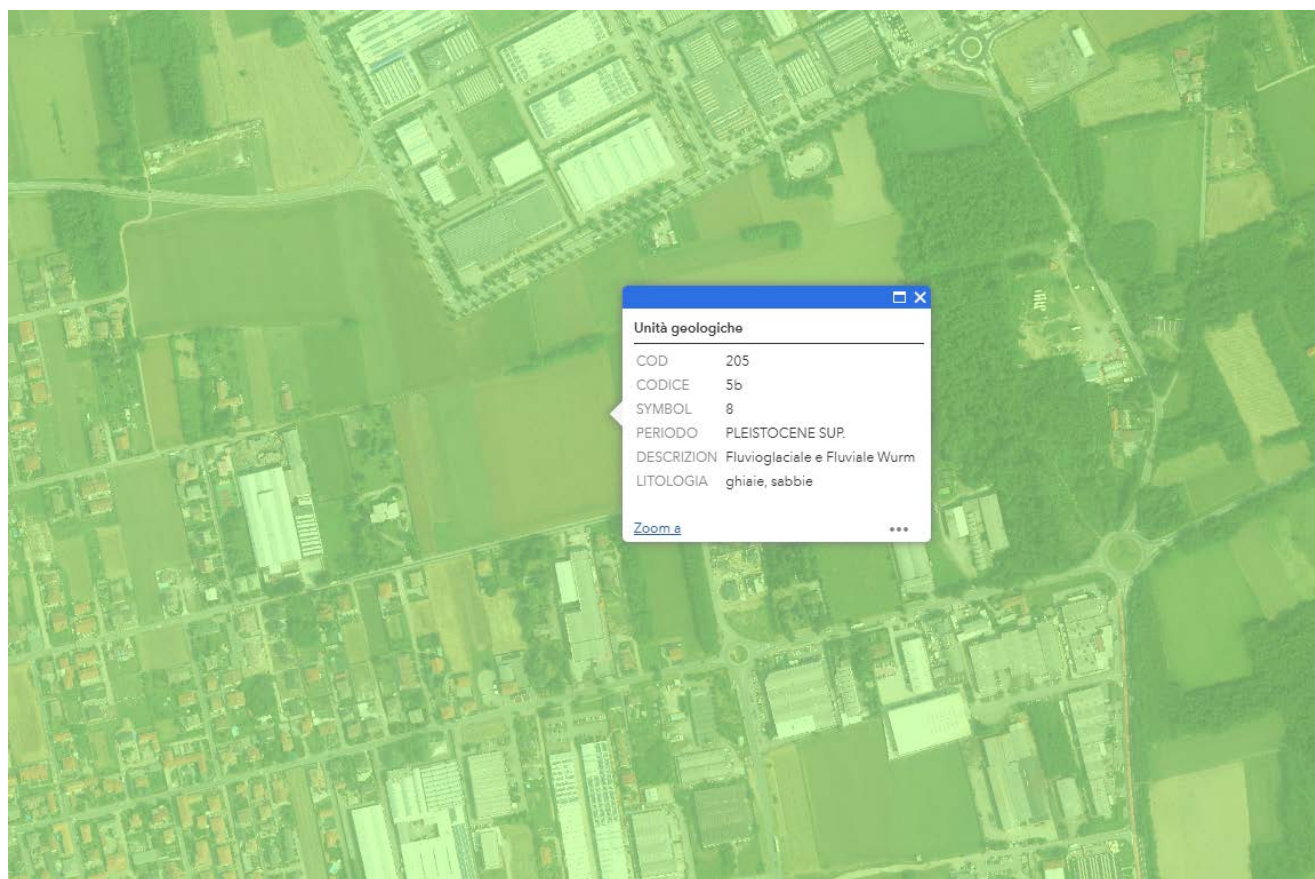 Unità geologiche
COD 205
CODICE 5b
SYMBOL 8
PERIODO PLEISTOCENE SUP.
DESCRIZION Fluvioglaciale e Fluviale Wurm
LITOLOGIA ghiaie, sabbie
Zoom a